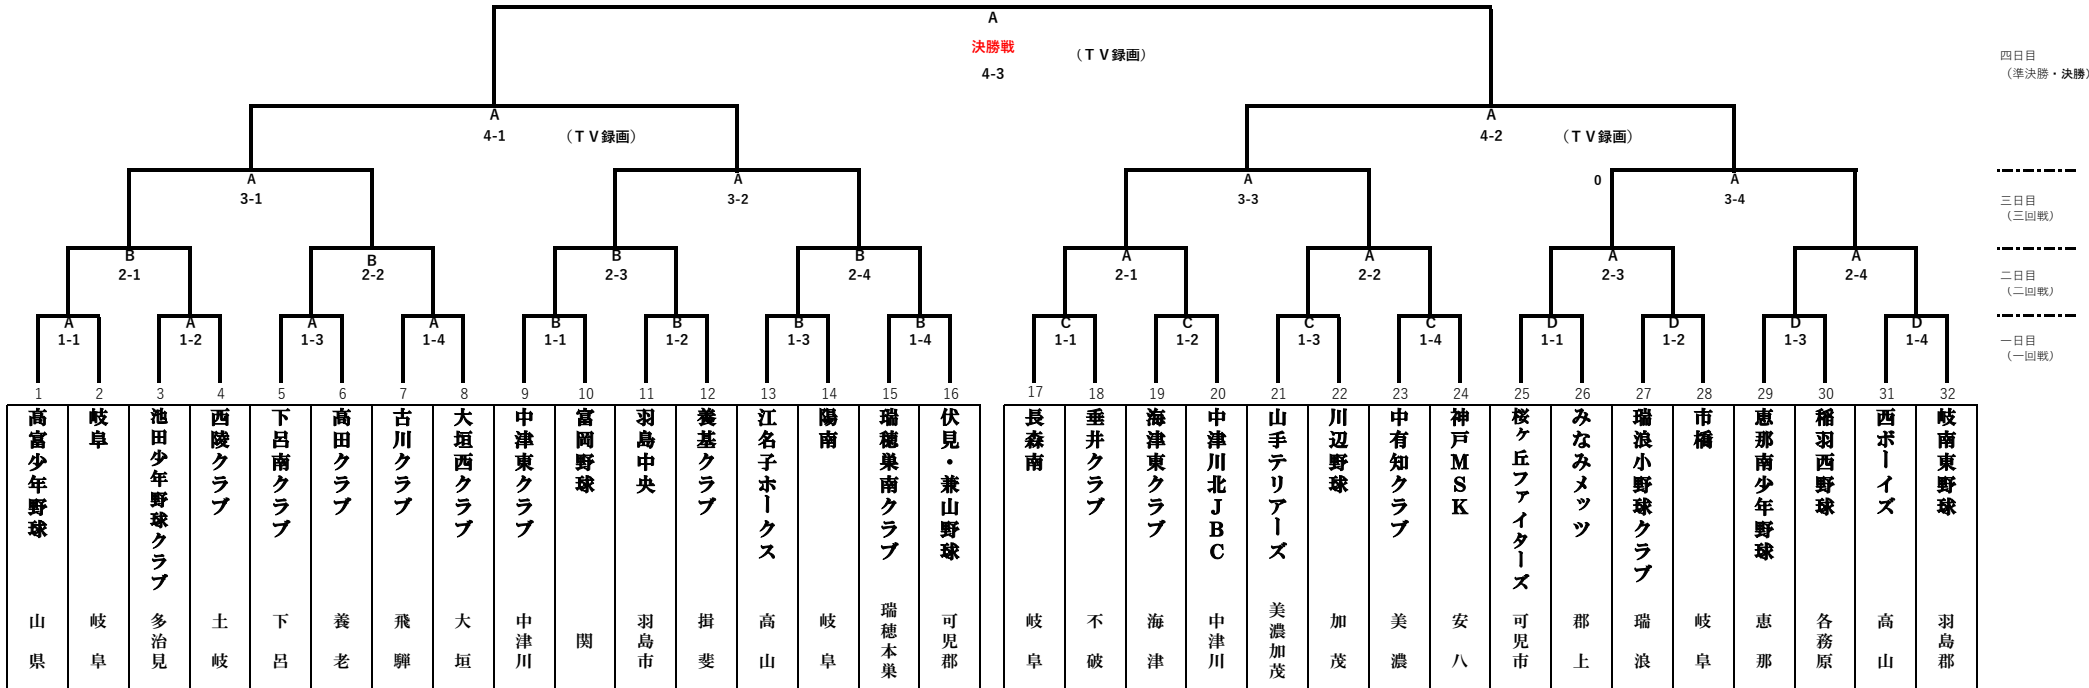 A
決勝戦
4-3
（ＴＶ録画）
四日目
（準決勝・決勝）
A
4-1
（ＴＶ録画）
A
4-2
（ＴＶ録画）
A
3-1
A
3-2
A
3-3
0
A
3-4
三日目
（三回戦）
B
2-1
B
2-2
B
2-3
B
2-4
A
2-1
A
2-2
A
2-3
A
2-4
二日目
（二回戦）
A
1-1
A
1-2
A
1-3
A
1-4
B
1-1
B
1-2
B
1-3
B
1-4
C
1-1
C
1-2
C
1-3
C
1-4
D
1-1
D
1-2
D
1-3
D
1-4
一日目
（一回戦）
1
高富少年野球
山県
2
岐阜
岐阜
3
池田少年野球クラブ
多治見
4
西陵クラブ
土岐
5
下呂南クラブ
下呂
6
高田クラブ
養老
7
古川クラブ
飛騨
8
大垣西クラブ
大垣
9
中津東クラブ
中津川
10
富岡野球
関
11
羽島中央
羽島市
12
養基クラブ
揖斐
13
江名子ホークス
高山
14
陽南
岐阜
15
瑞穂巣南クラブ
瑞穂本巣
16
伏見・兼山野球
可児郡
17
長森南
岐阜
18
垂井クラブ
不破
19
海津東クラブ
海津
20
中津川北ＪＢＣ
中津川
21
山手テリアーズ
美濃加茂
22
川辺野球
加茂
23
中有知クラブ
美濃
24
神戸ＭＳＫ
安八
25
桜ヶ丘ファイターズ
可児市
26
みなみメッツ
郡上
27
瑞浪小野球クラブ
瑞浪
28
市橋
岐阜
29
恵那南少年野球
恵那
30
稲羽西野球
各務原
31
西ボーイズ
高山
32
岐南東野球
羽島郡